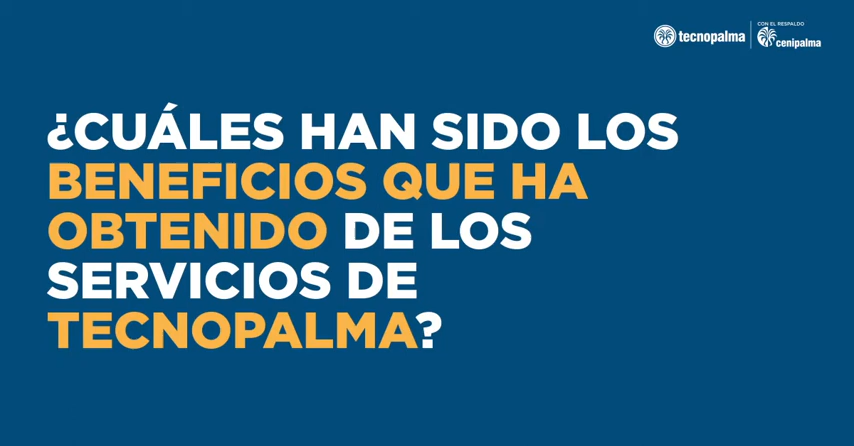 tecnopalma
CON EL RESPALDO
cenipalma
¿CUÁLES HAN SIDO LOS
BENEFICIOS QUE HA
OBTENIDO DE LOS
SERVICIOS DE
TECNOPALMA?